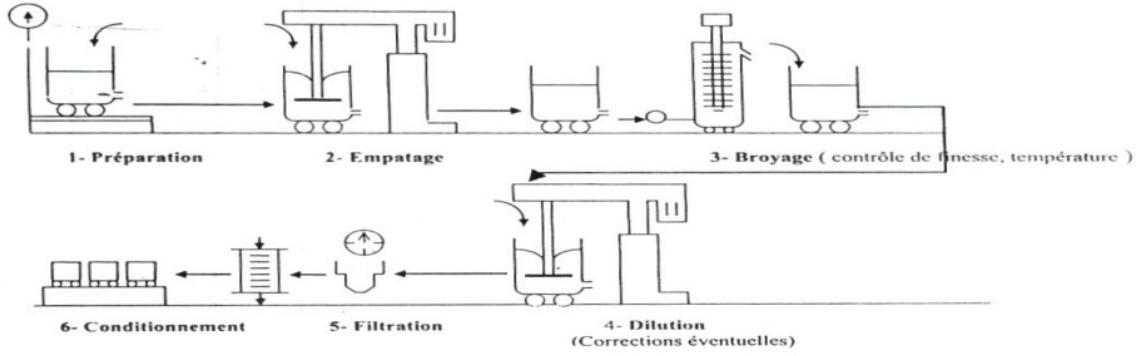 1- Préparation
2- Empatage
3- Broyage ( contrôle de finesse, température )
6- Conditionnement
5- Filtration
4- Dilution
(Corrections éventuelles)